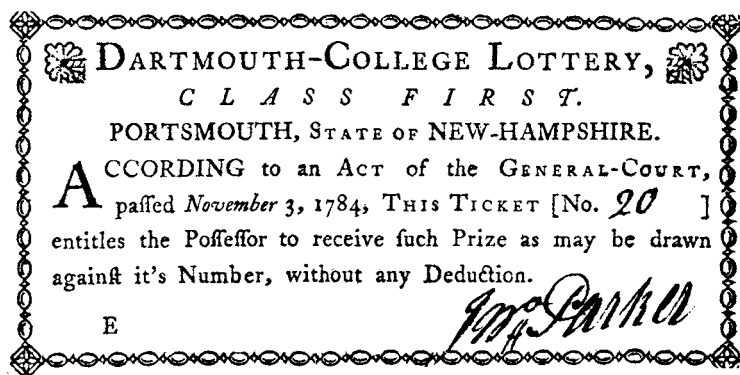 DARTMOUTH-COLLEGE LOTTERY,
CLASS FIRST.
PORTSMOUTH, STATE OF NEW-HAMPSHIRE.
ACCORDING to an ACT of the GENERAL-COURT,
paſſed November 3, 1784, THIS TICKET [No. 20 ]
entitles the Poſſeſſor to receive ſuch Prize as may be drawn
againſt it's Number, without any Deduction.
E Parker